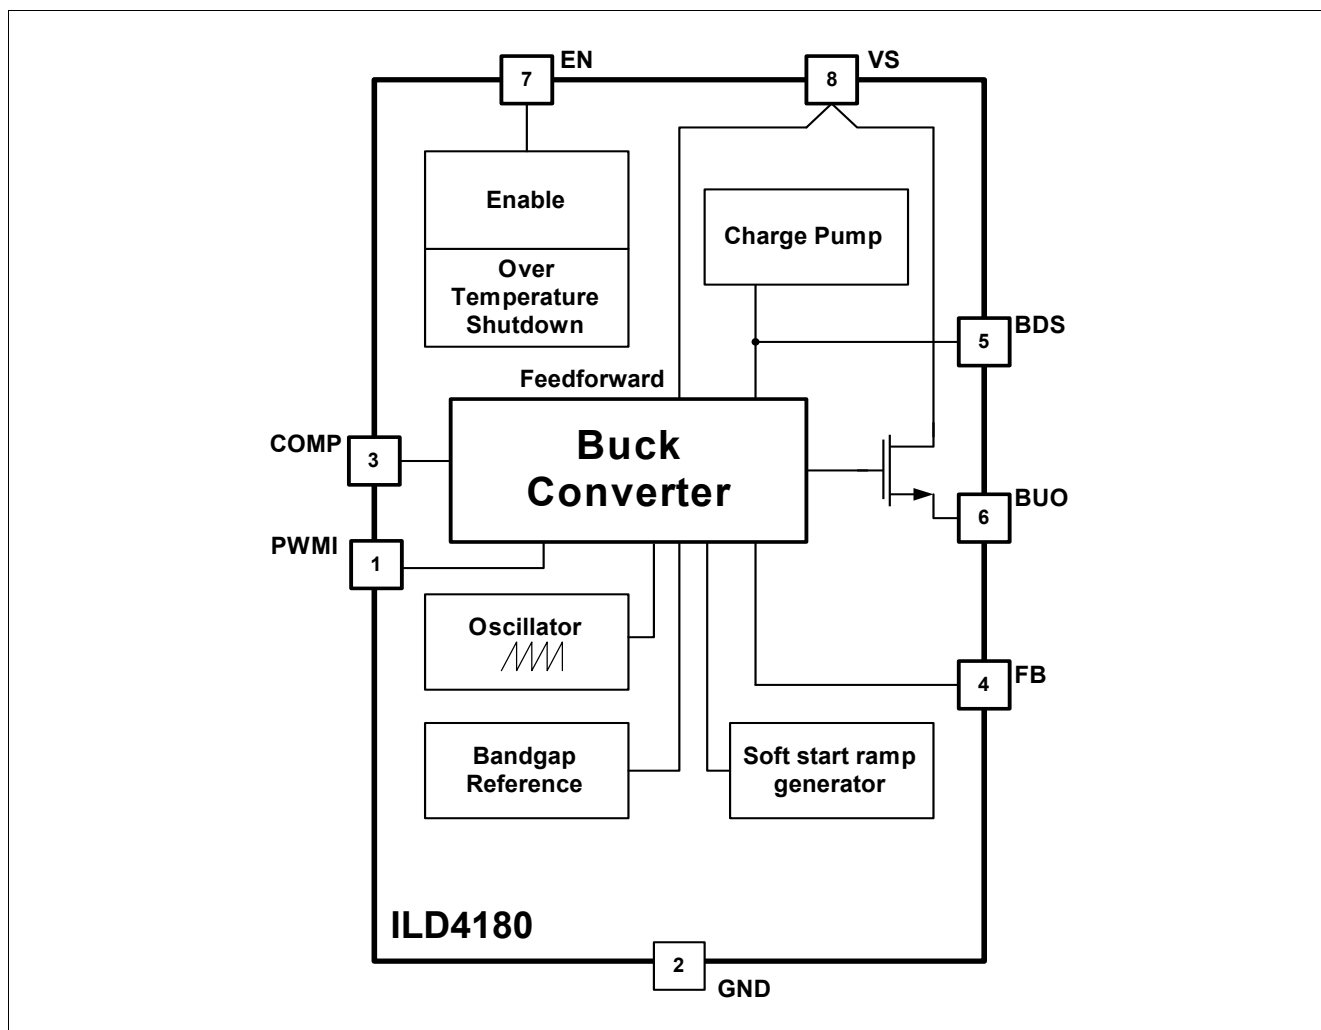 EN
7
VS
8
Enable
Over
Temperature
Shutdown
Charge Pump
BDS
5
Feedforward
COMP
3
Buck
Converter
BUO
6
PWMI
1
Oscillator
FB
4
Bandgap
Reference
Soft start ramp
generator
ILD4180
2
GND